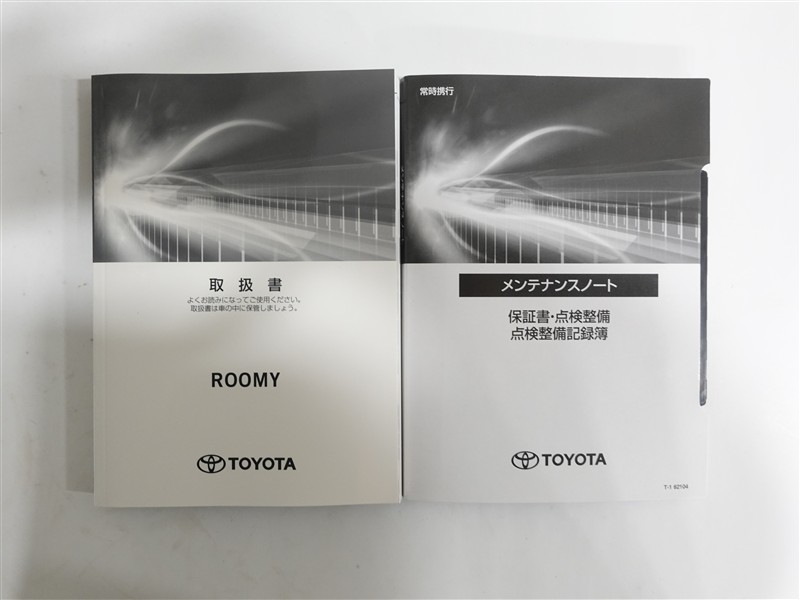 取扱書
よくお読みになってご使用ください。
取扱書は車の中に保管しましょう。
ROOMY
TOYOTA
常時携行
メンテナンスノート
保証書・点検整備
点検整備記録簿
TOYOTA
T-1 62104